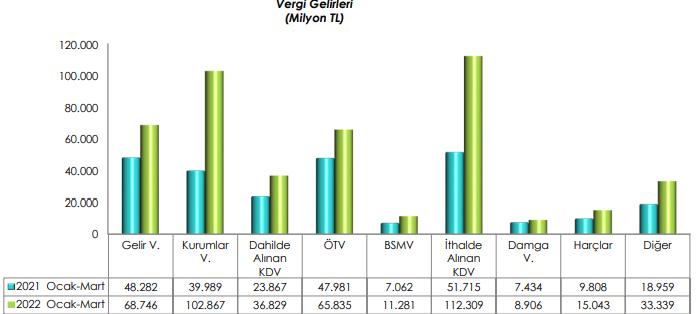 Vergi Gelirleri
(Milyon TL)
120.000
100.000
80.000
60.000
40.000
20.000
0
Gelir V. Kurumlar V. Dahilde Alınan KDV ÖTV BSMV İthalde Alınan KDV Damga V. Harçlar Diğer
2021 Ocak-Mart 48.282 39.989 23.867 47.981 7.062 51.715 7.434 9.808 18.959
2022 Ocak-Mart 68.746 102.867 36.829 65.835 11.281 112.309 8.906 15.043 33.339